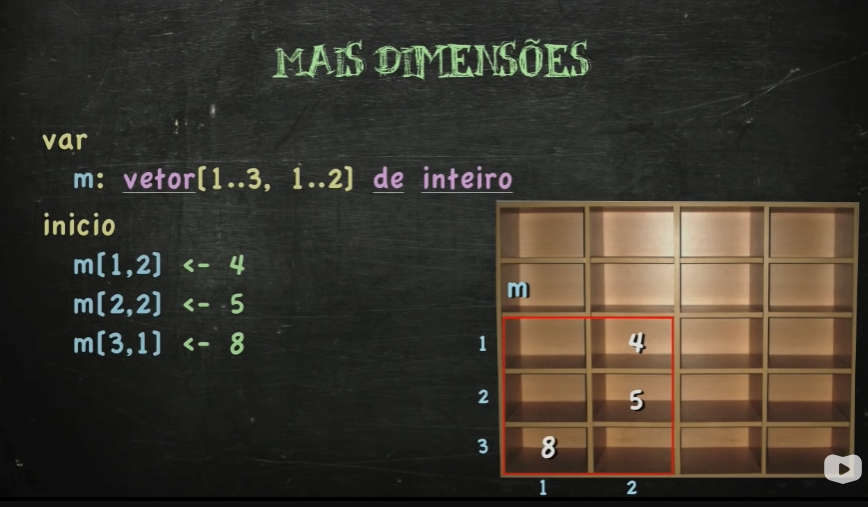 MAIS DIMENSÕES
var
m: vetor[1..3, 1..2] de inteiro
inicio
m[1,2] <- 4
m[2,2] <- 5
m[3,1] <- 8
m
1 4
2 5
3 8
1 2